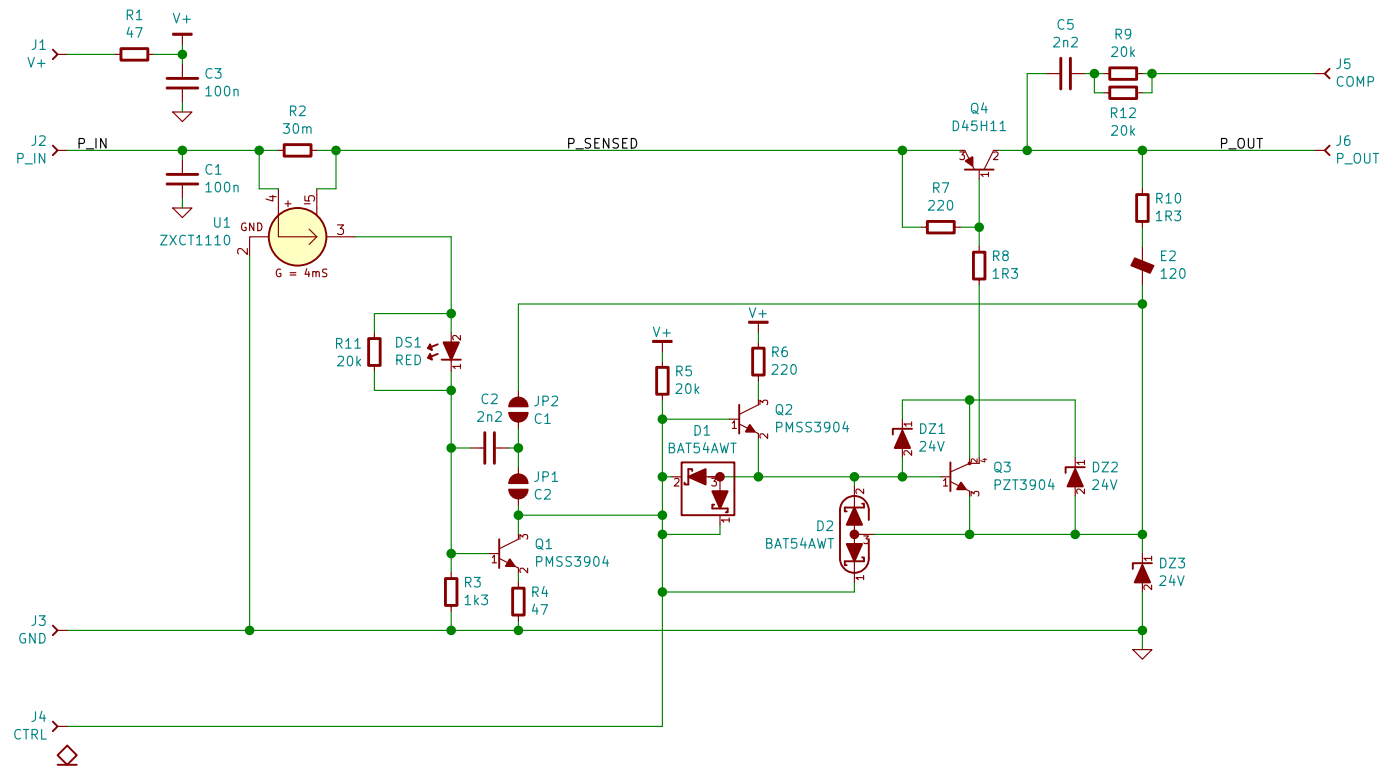 R1
47
V+
J1
V+
C3
100n
R2
30m
J2
P_IN
P_IN
C1
100n
4
+
5
U1
ZXCT1110
GND
2
3
G = 4mS
P_SENSED
Q4
D45H11
3
2
1
C5
2n2
R9
20k
R12
20k
J5
COMP
P_OUT
J6
P_OUT
R7
220
R8
1R3
R10
1R3
E2
120
R11
20k
DS1
RED
2
1
C2
2n2
JP2
C1
JP1
C2
V+
R5
20k
V+
R6
220
Q2
PMSS3904
1
3
2
D1
BAT54AWT
2
3
1
DZ1
24V
1
2
Q3
PZT3904
1
2
4
3
DZ2
24V
1
2
D2
BAT54AWT
2
3
1
Q1
PMSS3904
1
3
2
R3
1k3
R4
47
DZ3
24V
1
2
J3
GND
J4
CTRL